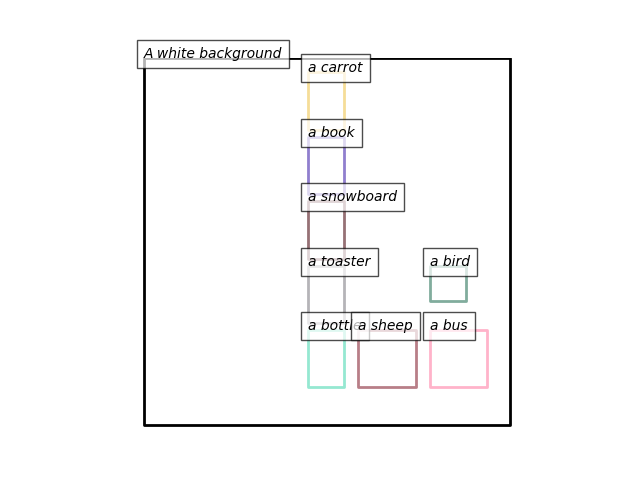 A white background
a carrot
a book
a snowboard
a toaster
a bird
a bottle
a sheep
a bus